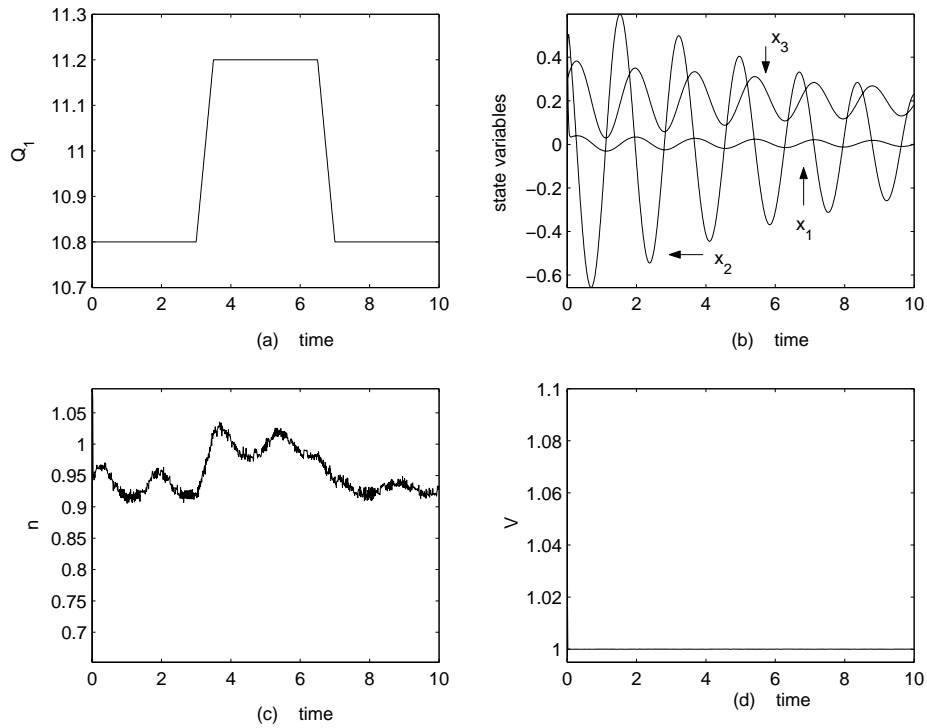 11.3
11.2
11.1
11
10.9
10.8
10.7
Q_1
0 2 4 6 8 10
(a) time
0.4
0.2
0
−0.2
−0.4
−0.6
state variables
x_3
x_1
x_2
0 2 4 6 8 10
(b) time
1.05
1
0.95
0.9
0.85
0.8
0.75
0.7
n
0 2 4 6 8 10
(c) time
1.1
1.08
1.06
1.04
1.02
1
V
0 2 4 6 8 10
(d) time